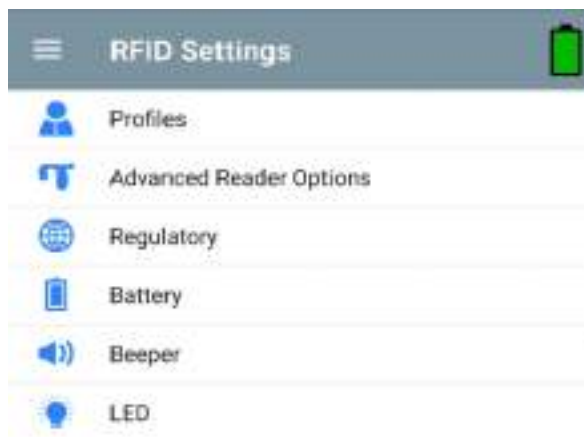 RFID Settings
Profiles
Advanced Reader Options
Regulatory
Battery
Beeper
LED